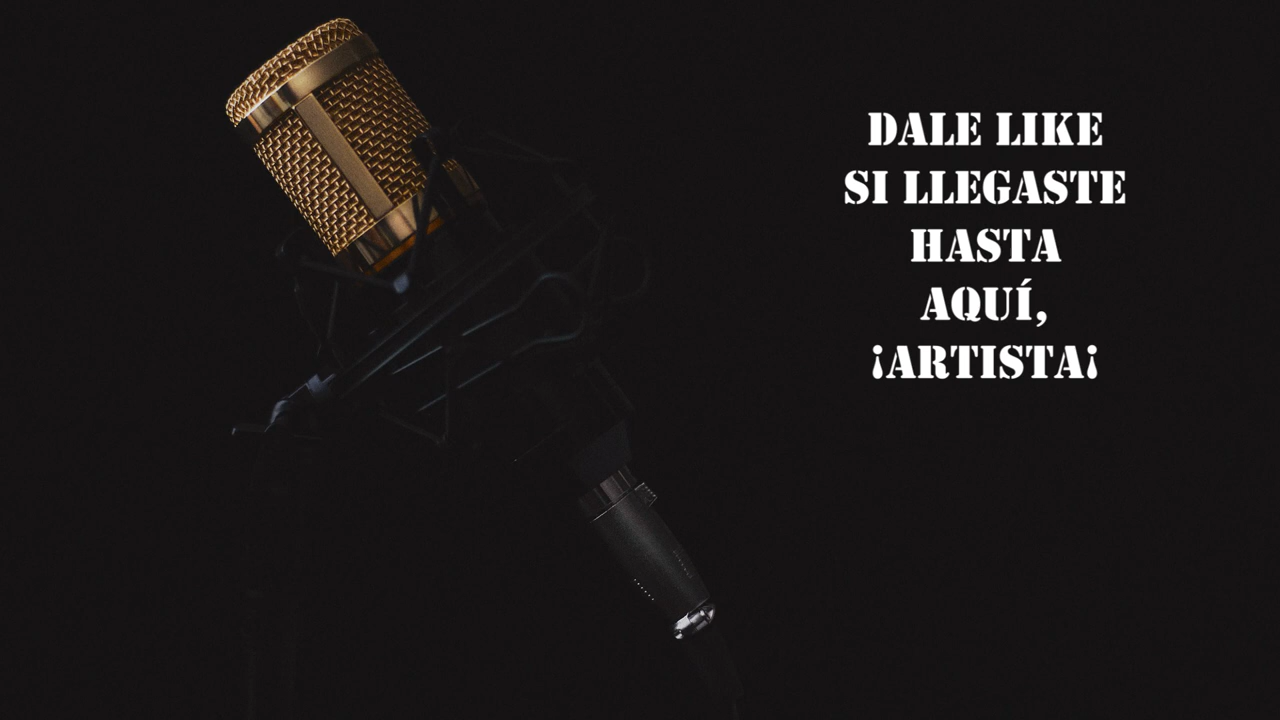 DALE LIKE
SI LLEGASTE
HASTA
AQUÍ,
¡ARTISTA¡